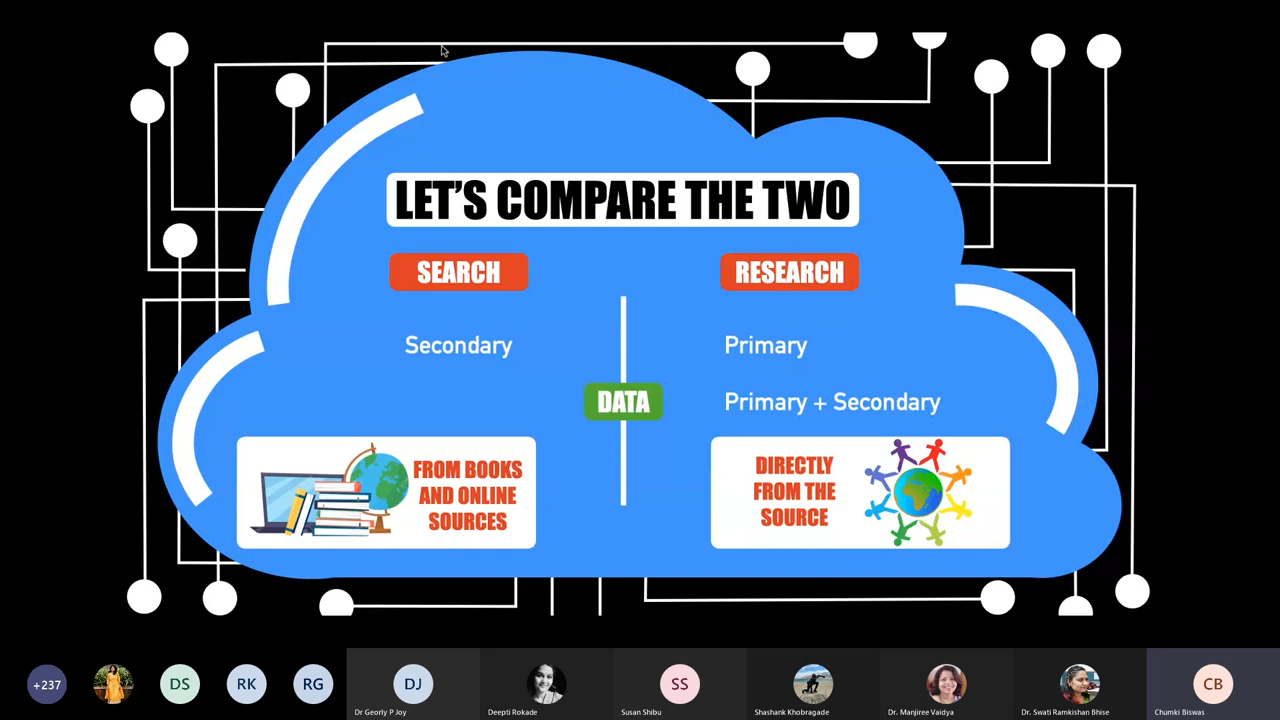 LET'S COMPARE THE TWO
SEARCH
RESEARCH
Secondary
Primary
DATA
Primary + Secondary
FROM BOOKS
AND ONLINE
SOURCES
DIRECTLY
FROM THE
SOURCE
+237
DS
RK
RG
DJ
Dr Georly P Joy
Deepti Rokade
SS
Susan Shibu
Shashank Khobragade
Dr. Manjiree Vaidya
Dr. Swati Ramkishan Bhise
CB
Chumki Biswas